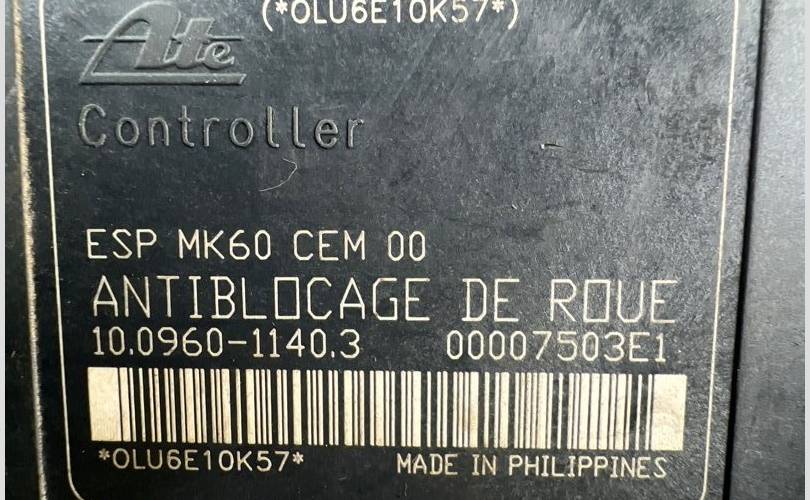 (*OLU6E10K57*)
Ate
Controller
ESP MK60 CEM 00
ANTIBLOCAGE DE ROUE
10.0960-1140.3 00007503E1
*OLU6E10K57* MADE IN PHILIPPINES